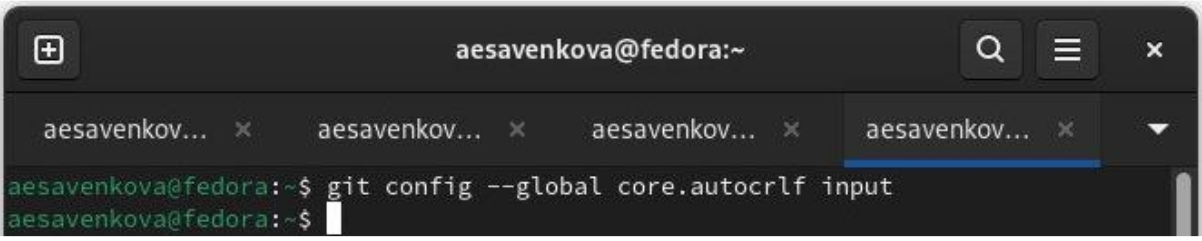 aesavenkova@fedora:~
aesavenkov... × aesavenkov... × aesavenkov... × aesavenkov... ×
aesavenkova@fedora:~$ git config --global core.autocrlf input
aesavenkova@fedora:~$